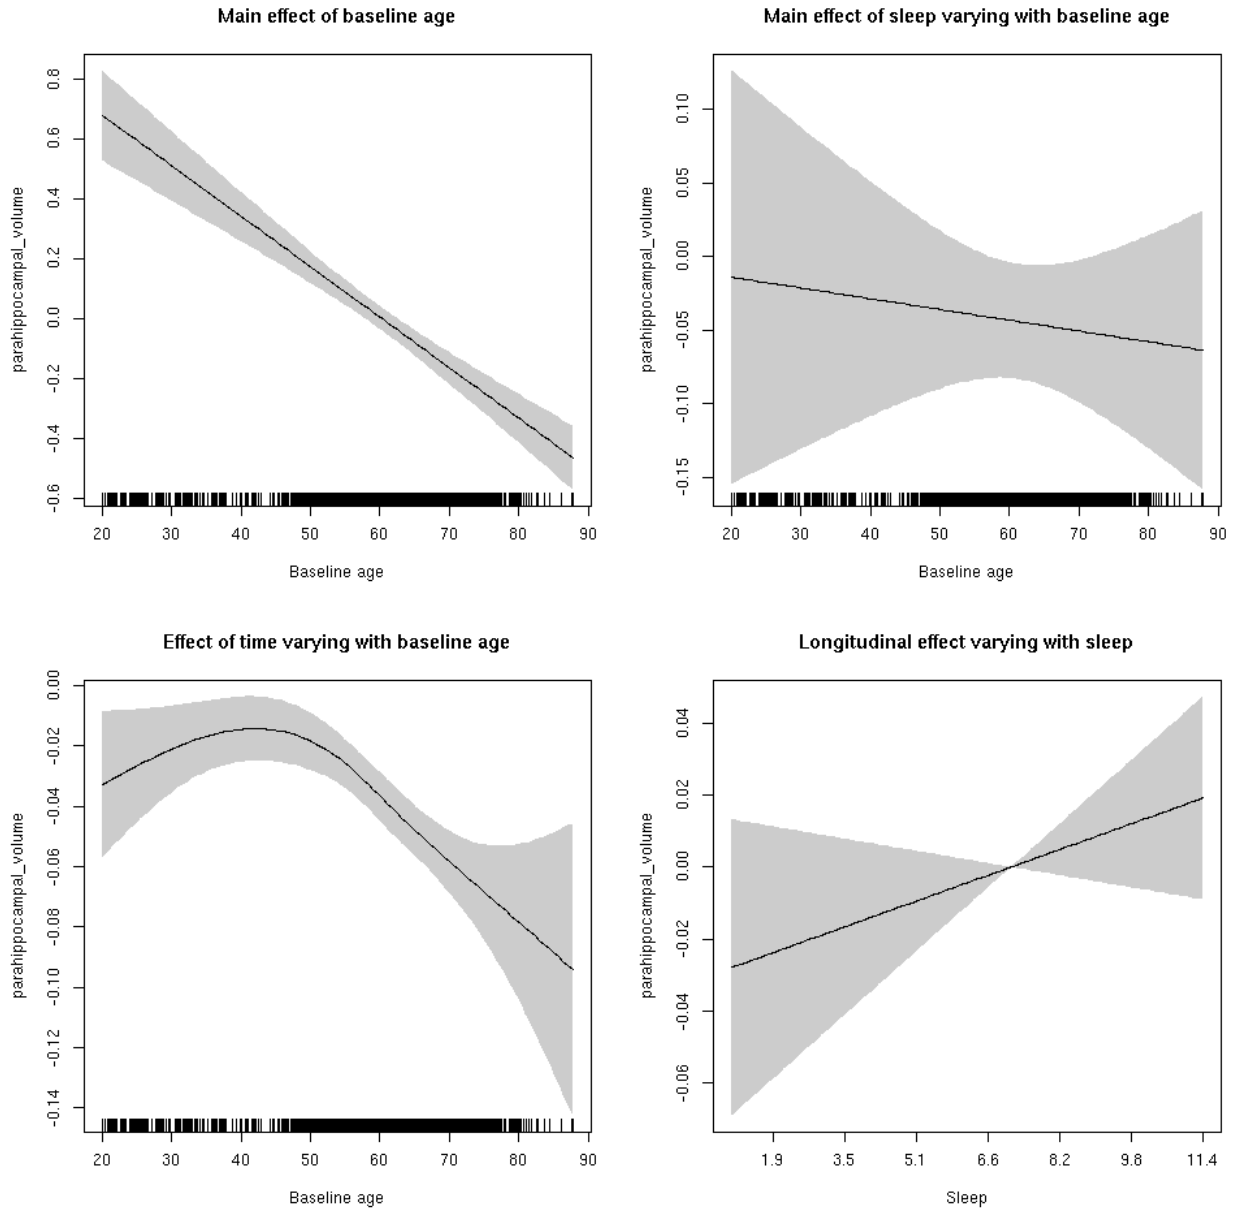 Main effect of baseline age
parahippocampal_volume
0.8
0.6
0.4
0.2
0.0
-0.2
-0.4
-0.6
20 30 40 50 60 70 80 90
Baseline age
Main effect of sleep varying with baseline age
parahippocampal_volume
0.10
0.05
0.00
-0.05
-0.10
-0.15
20 30 40 50 60 70 80 90
Baseline age
Effect of time varying with baseline age
parahippocampal_volume
0.00
-0.02
-0.04
-0.06
-0.08
-0.10
-0.12
-0.14
20 30 40 50 60 70 80 90
Baseline age
Longitudinal effect varying with sleep
parahippocampal_volume
0.04
0.02
0.00
-0.02
-0.04
-0.06
1.9 3.5 5.1 6.6 8.2 9.8 11.4
Sleep